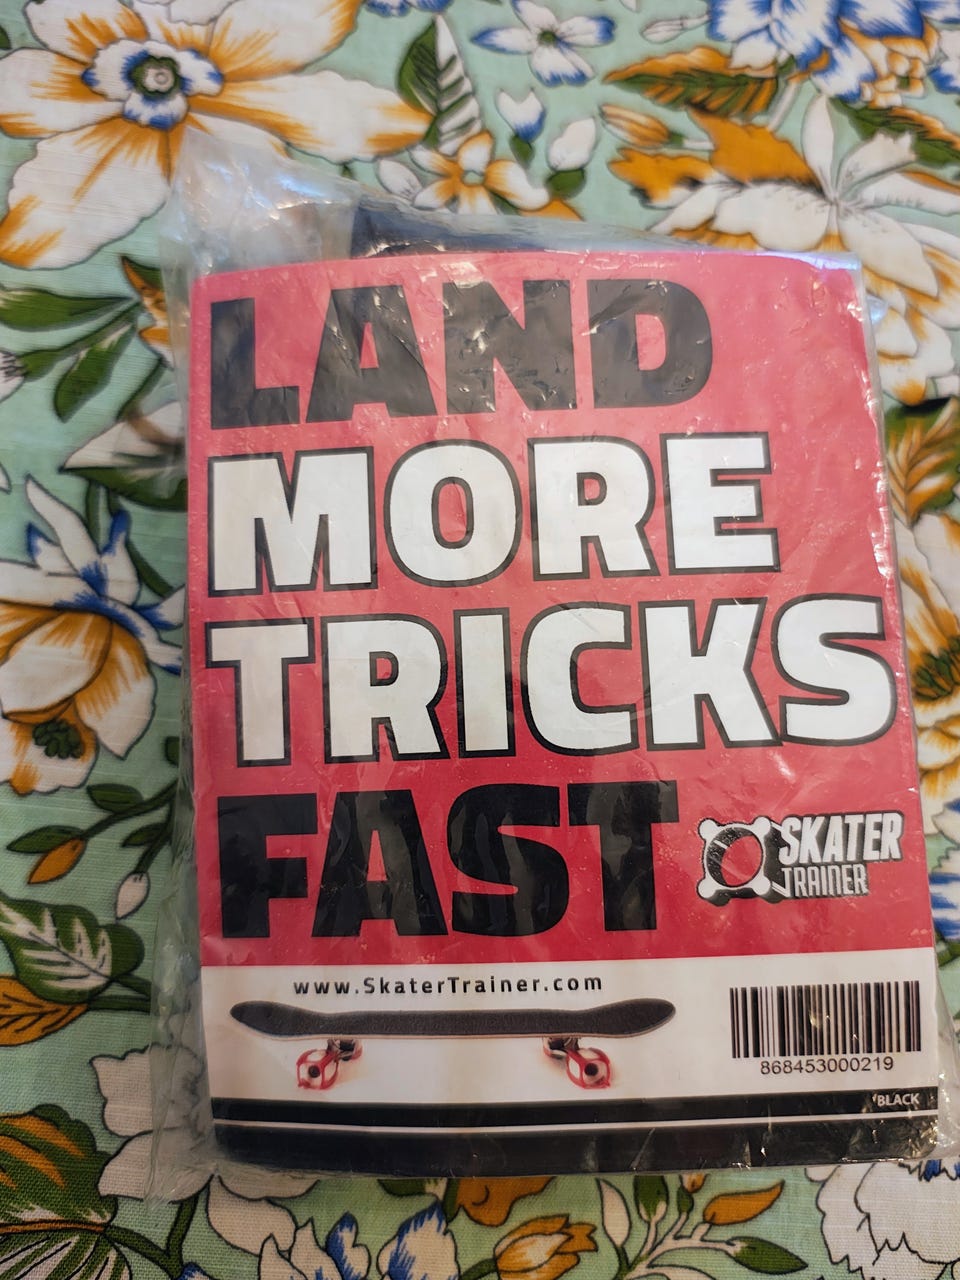 LAND
MORE
TRICKS
FAST
SKATER
TRAINER
www.SkaterTrainer.com
868453000219
BLACK